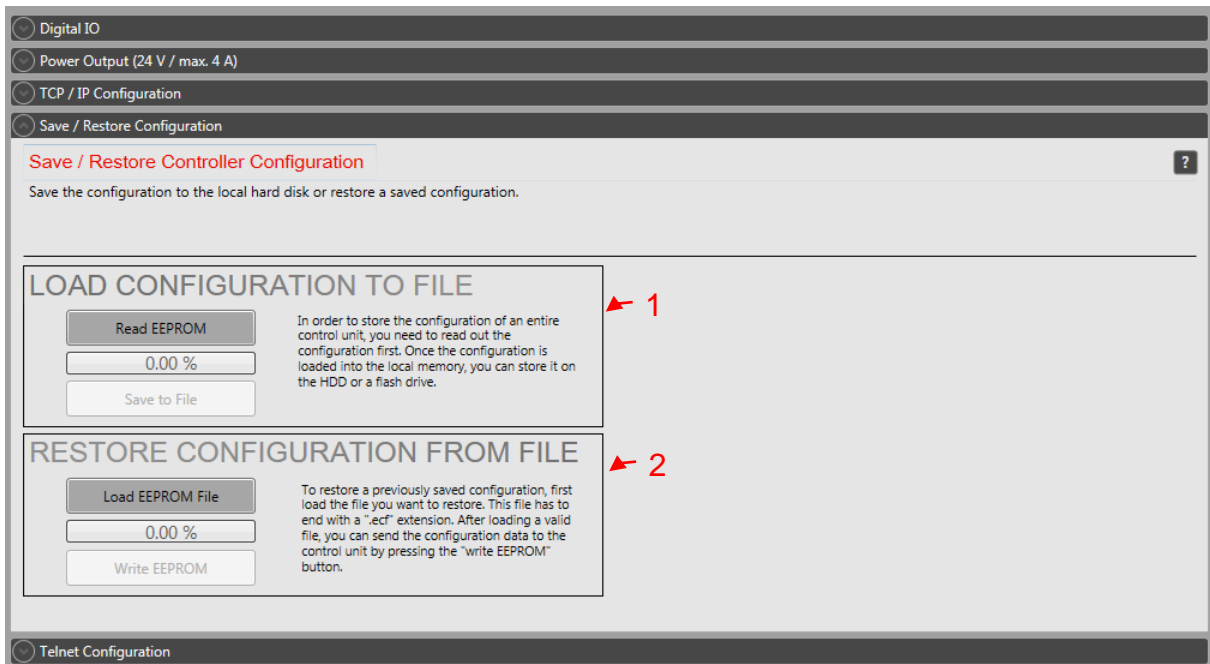 Digital IO
Power Output (24 V / max. 4 A)
TCP / IP Configuration
Save / Restore Configuration
Save / Restore Controller Configuration
?
Save the configuration to the local hard disk or restore a saved configuration.
LOAD CONFIGURATION TO FILE
1
Read EEPROM
0.00 %
Save to File
In order to store the configuration of an entire
control unit, you need to read out the
configuration first. Once the configuration is
loaded into the local memory, you can store it on
the HDD or a flash drive.
RESTORE CONFIGURATION FROM FILE
2
Load EEPROM File
0.00 %
Write EEPROM
To restore a previously saved configuration, first
load the file you want to restore. This file has to
end with a ".ecf" extension. After loading a valid
file, you can send the configuration data to the
control unit by pressing the "write EEPROM"
button.
Telnet Configuration